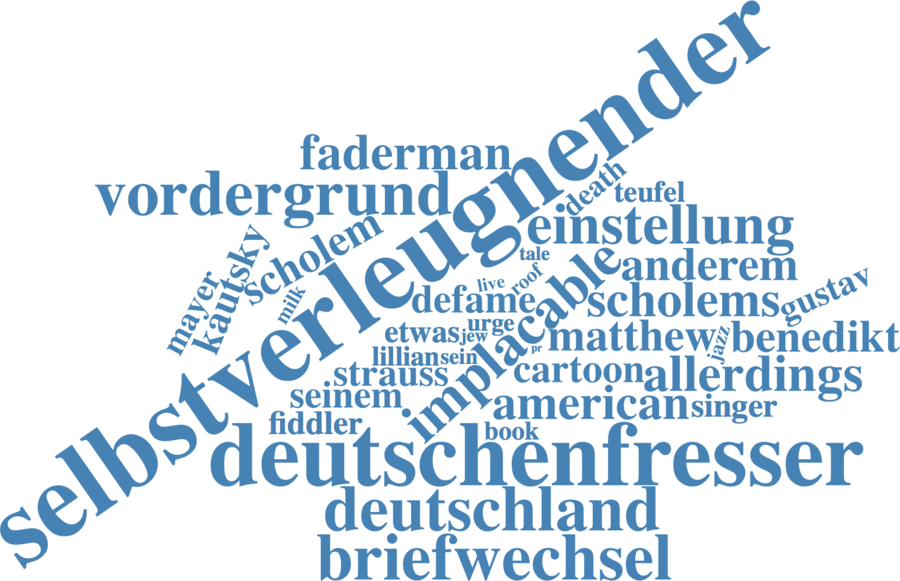 selbstverleugnender
faderman
vordergrund
death
teufel
einstellung
scholem
kautsky
mayer
milk
tale
live
roof
anderem
defame
implacable
scholems
gustav
etwas
jew
urge
matthew
jazz
benedikt
lillian
sein
pr
strauss
cartoon
allerdings
seinem
american
singer
fiddler
book
deutschenfresser
deutschland
briefwechsel